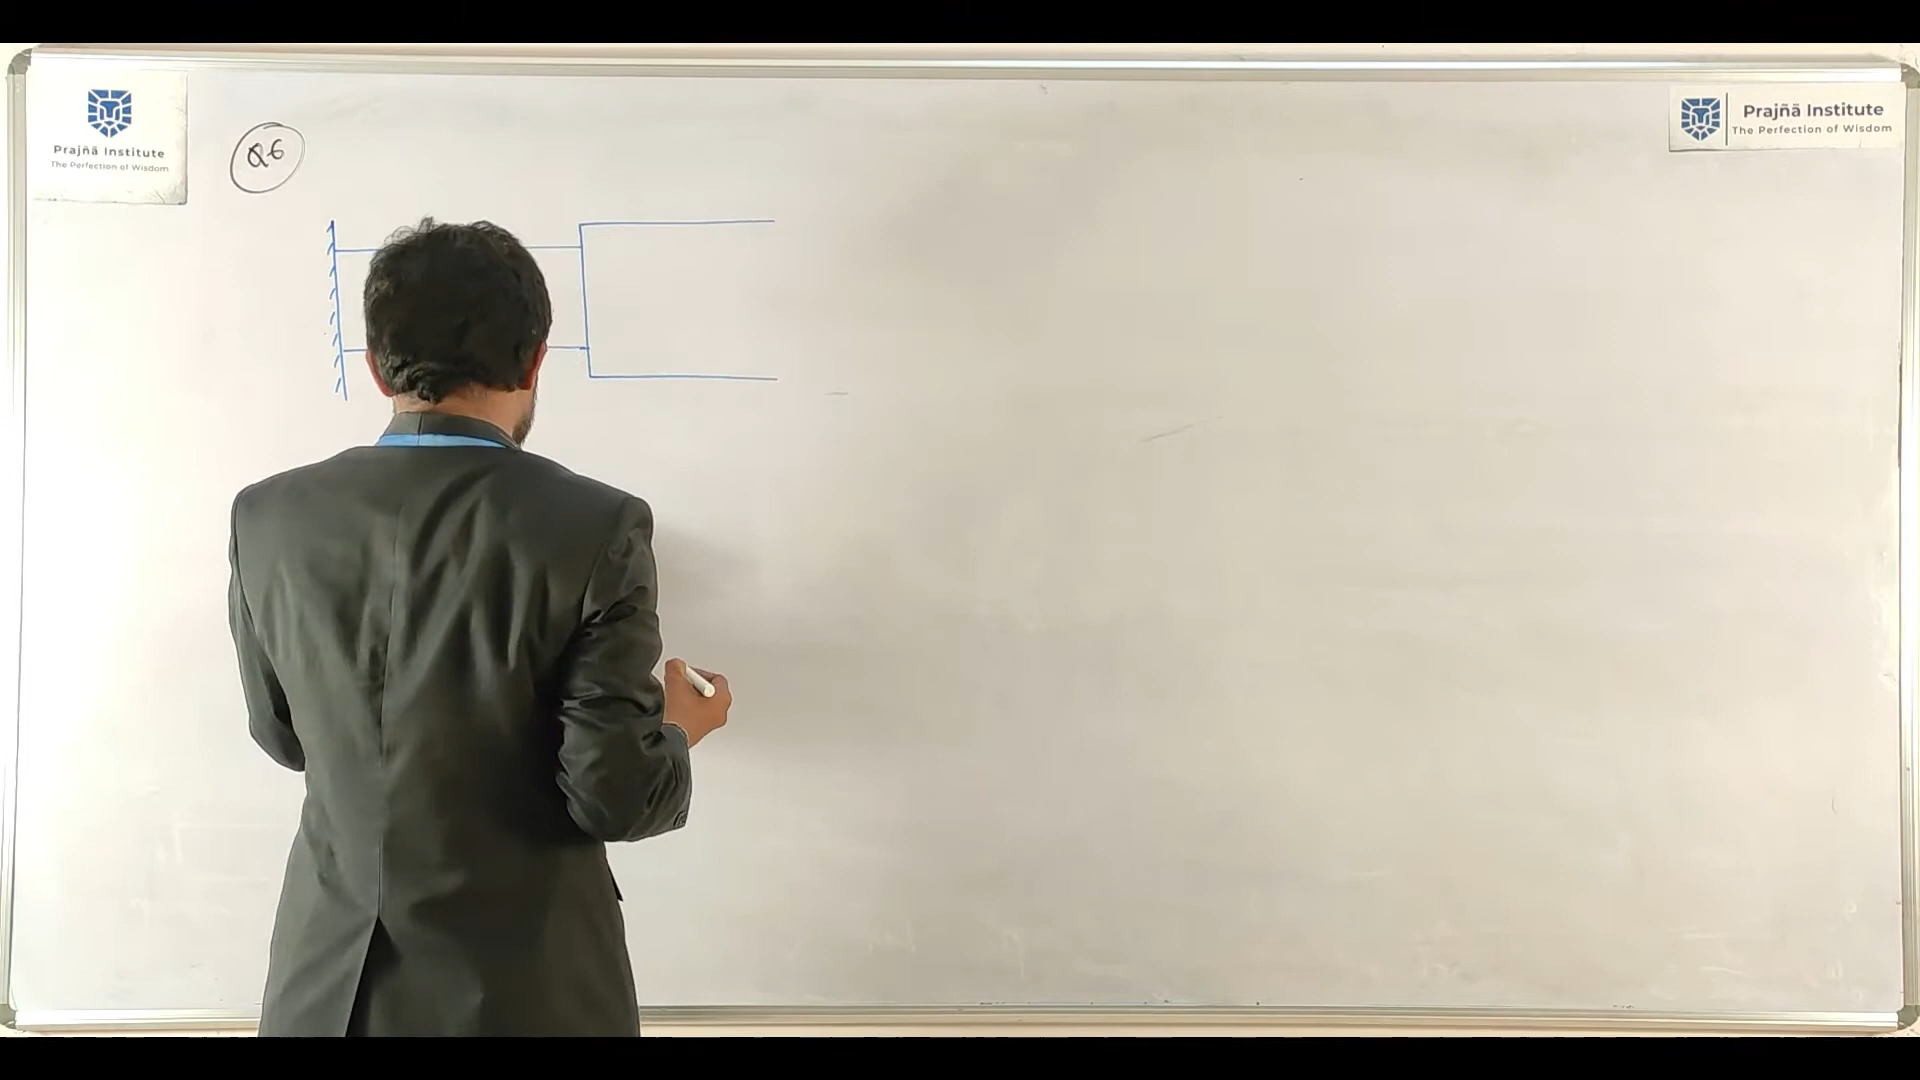 Prajñā Institute
The Perfection of Wisdom
Q6
Prajñā Institute
The Perfection of Wisdom